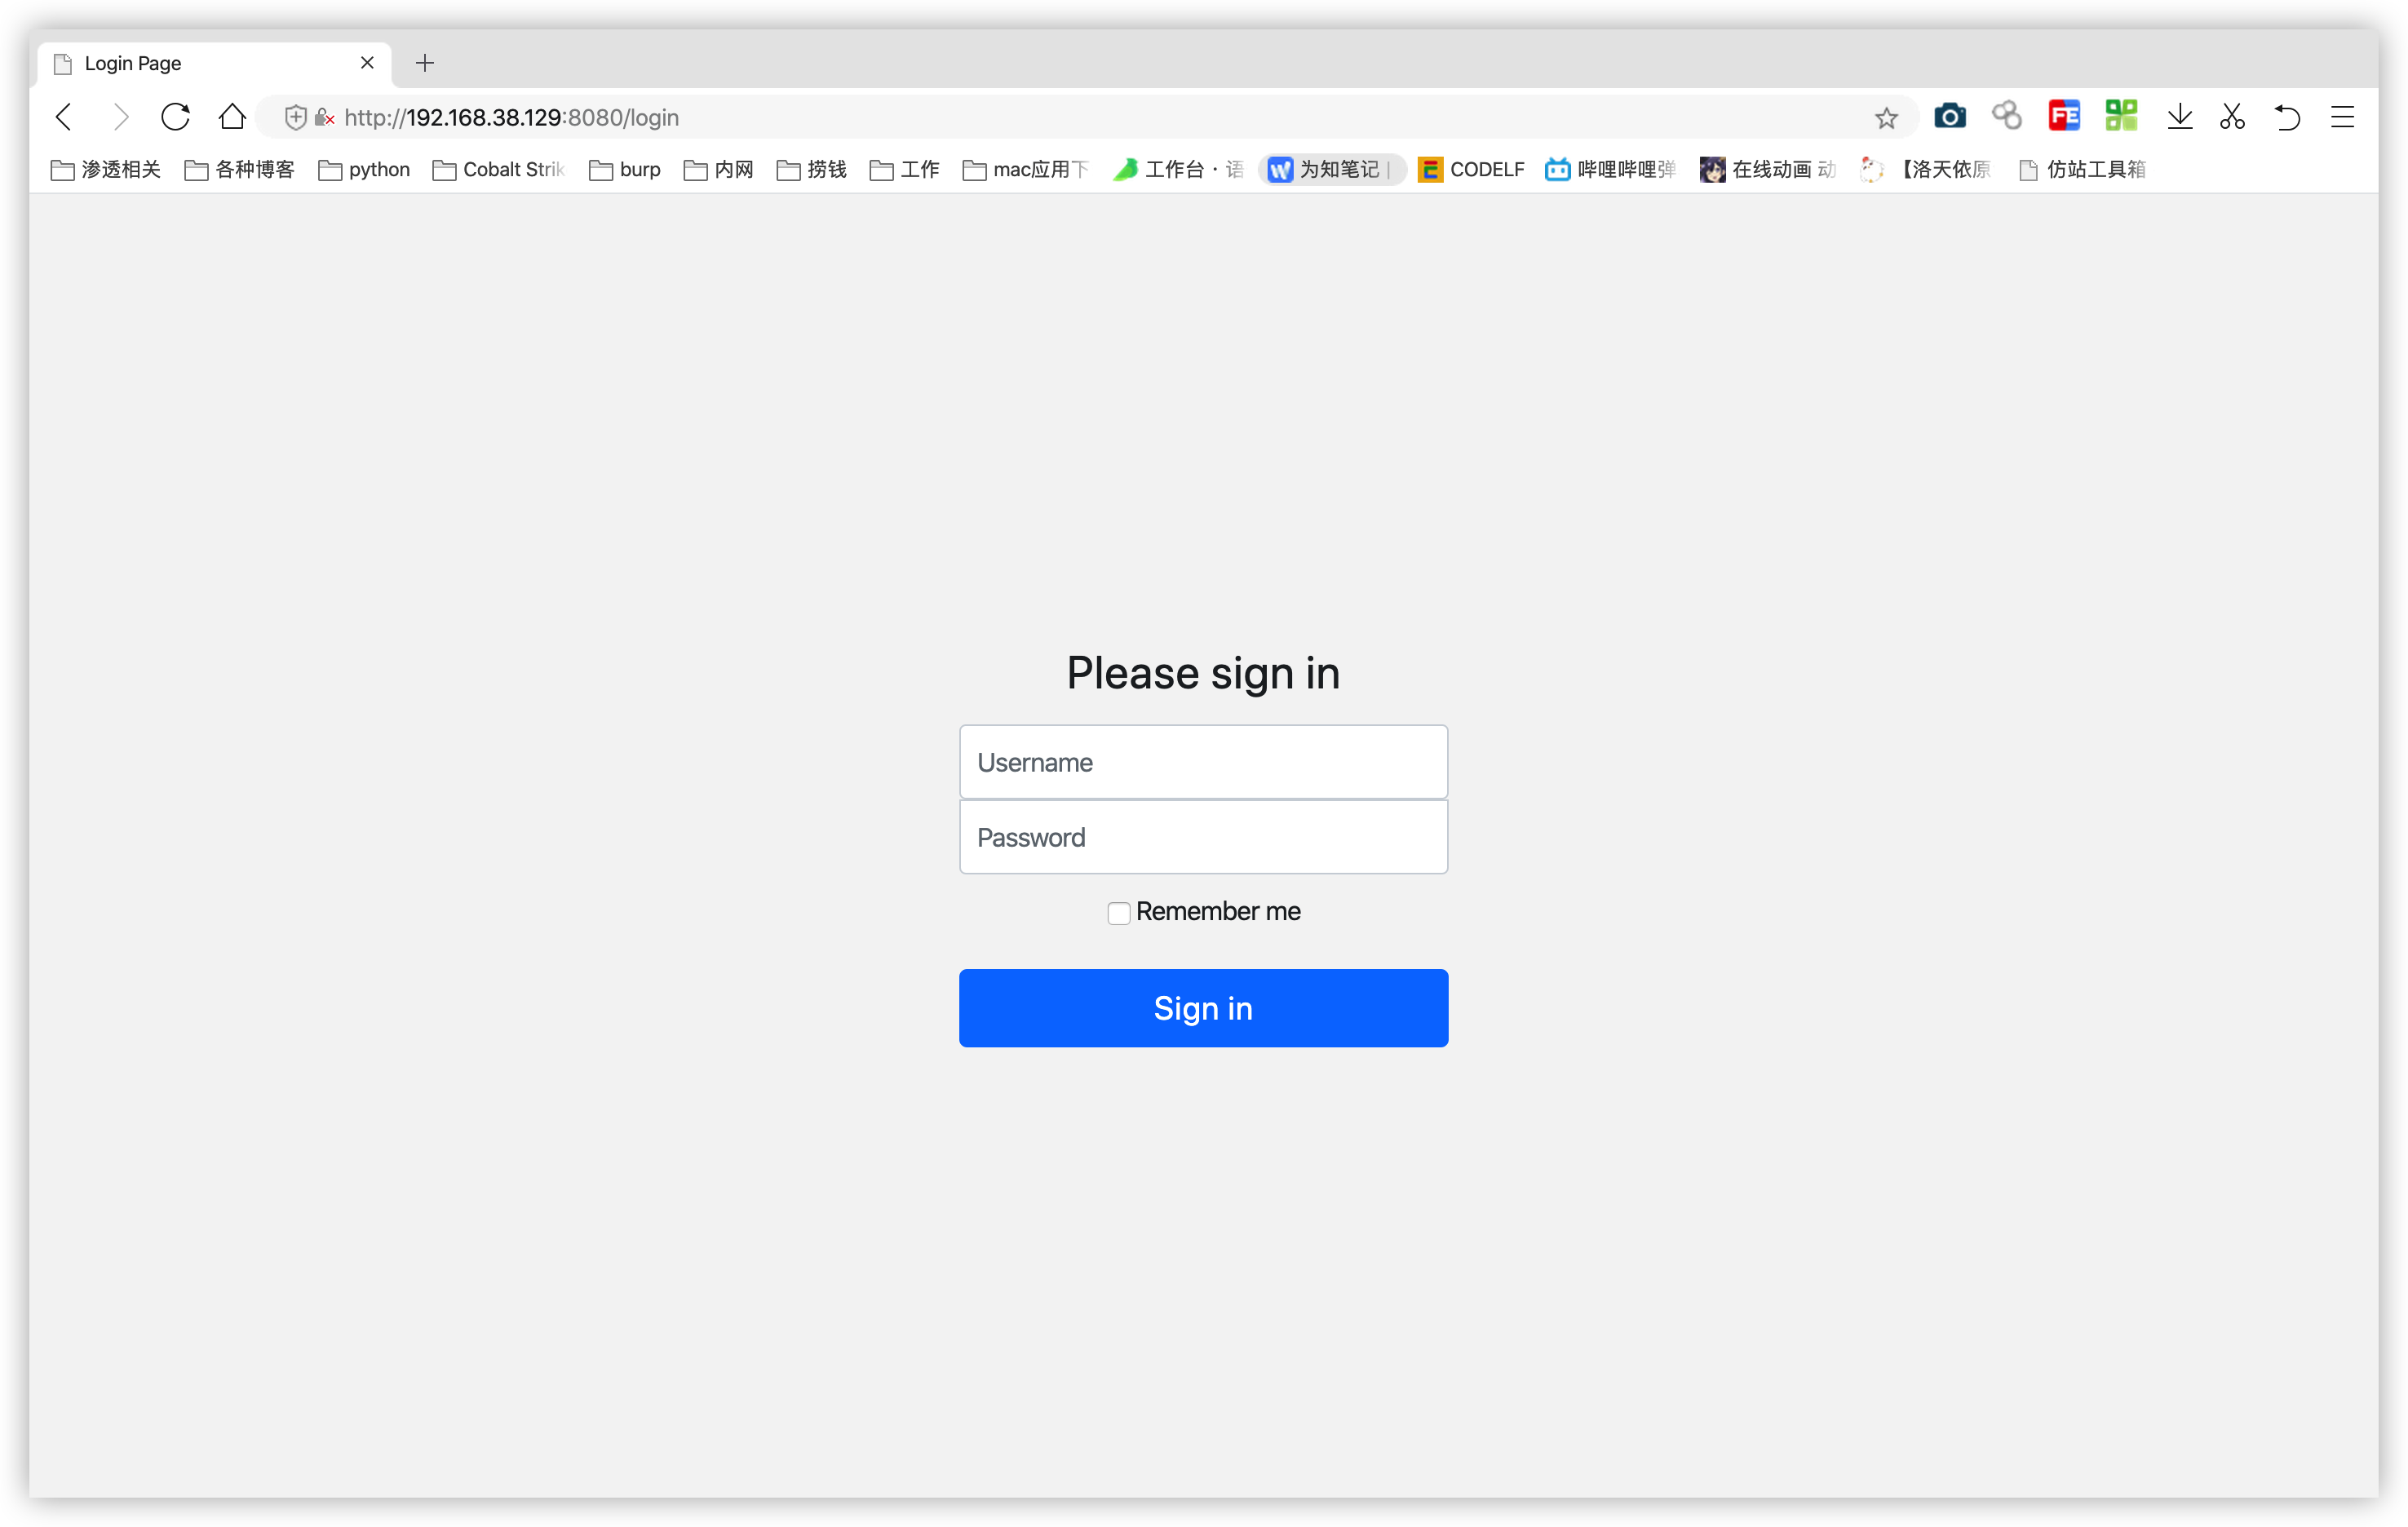 Login Page
http://192.168.38.129:8080/login
渗透相关 各种博客 python Cobalt Strik burp 内网 捞钱 工作 mac应用下 工作台 · 语 为知笔记 | CODELF 哔哩哔哩弹 在线动画 动 【洛天依原 仿站工具箱
FE
Please sign in
Username
Password
Remember me
Sign in